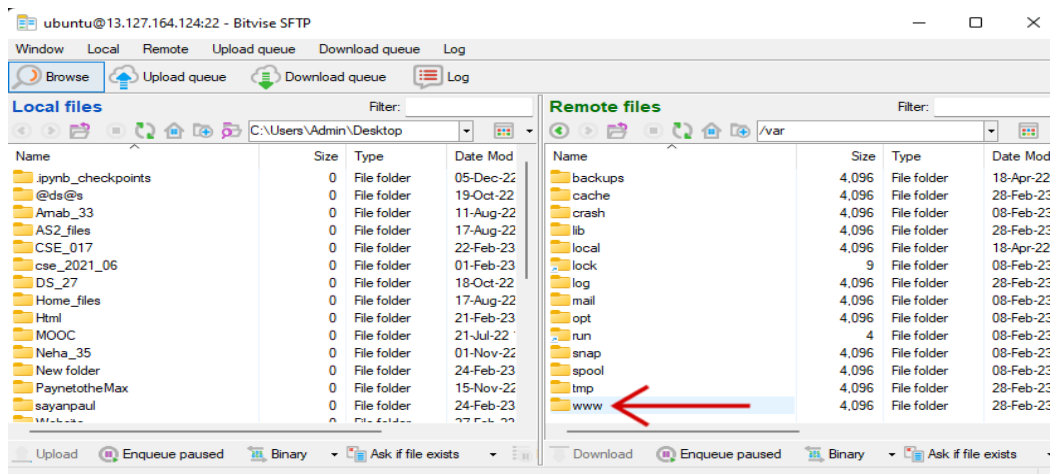 ubuntu@13.127.164.124:22 - Bitvise SFTP
Window Local Remote Upload queue Download queue Log
Browse Upload queue Download queue Log
Local files Filter:
C:\Users\Admin\Desktop
Name Size Type Date Mod
.ipynb_checkpoints 0 File folder 05-Dec-22
@ds@s 0 File folder 19-Oct-22
Arnab_33 0 File folder 11-Aug-22
AS2_files 0 File folder 17-Aug-22
CSE_017 0 File folder 22-Feb-23
cse_2021_06 0 File folder 01-Feb-23
DS_27 0 File folder 18-Oct-22
Home_files 0 File folder 17-Aug-22
Html 0 File folder 21-Feb-23
MOOC 0 File folder 21-Jul-22
Neha_35 0 File folder 01-Nov-22
New folder 0 File folder 24-Feb-23
PaynetotheMax 0 File folder 15-Nov-22
sayanpaul 0 File folder 24-Feb-23
Upload Enqueue paused Binary Ask if file exists
Remote files Filter:
/var
Name Size Type Date Mod
backups 4,096 File folder 18-Apr-22
cache 4,096 File folder 28-Feb-23
crash 4,096 File folder 08-Feb-23
lib 4,096 File folder 28-Feb-23
local 4,096 File folder 18-Apr-22
lock 9 File folder 08-Feb-23
log 4,096 File folder 28-Feb-23
mail 4,096 File folder 08-Feb-23
opt 4,096 File folder 08-Feb-23
run 4 File folder 08-Feb-23
snap 4,096 File folder 08-Feb-23
spool 4,096 File folder 08-Feb-23
tmp 4,096 File folder 28-Feb-23
www 4,096 File folder 28-Feb-23
Download Enqueue paused Binary Ask if file exists